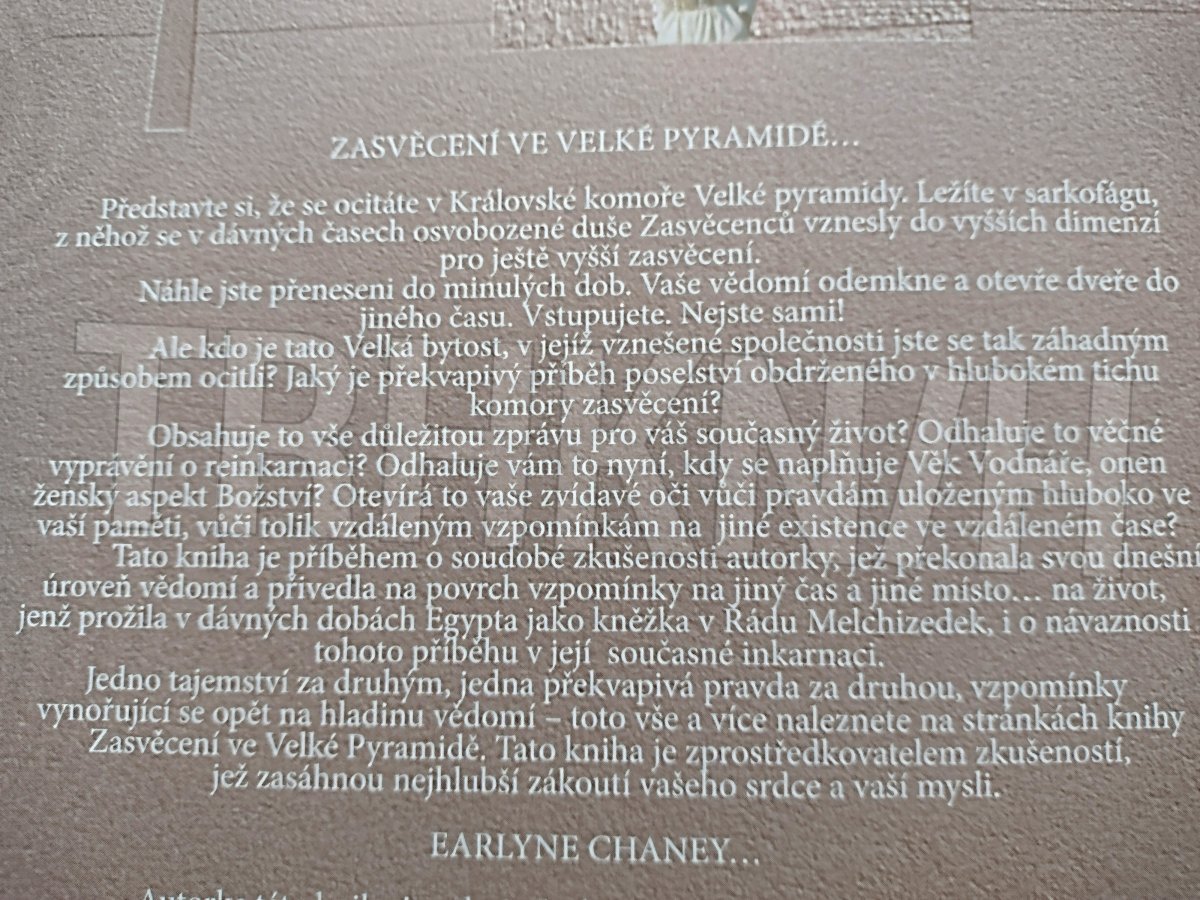 ZASVĚCENÍ VE VELKÉ PYRAMIDĚ...
Představte si, že se ocitáte v Královské komoře Velké pyramidy. Ležíte v sarkofágu,
z něhož se v dávných časech osvobozené duše Zasvěcenců vznesly do vyšších dimenzí
pro ještě vyšší zasvěcení.
Náhle jste přeneseni do minulých dob. Vaše vědomí odemkne a otevře dveře do
jiného času. Vstupujete. Nejste sami!
Ale kdo je tato Velká bytost, v jejíž vznešené společnosti jste se tak záhadným
způsobem ocitli? Jaký je překvapivý příběh poselství obdrženého v hlubokém tichu
komory zasvěcení?
Obsahuje to vše důležitou zprávu pro váš současný život? Odhaluje to věčné
vyprávění o reinkarnaci? Odhaluje vám to nyní, kdy se naplňuje Věk Vodnáře, onen
ženský aspekt Božství? Otevírá to vaše zvídavé oči vůči pravdám uloženým hluboko ve
vaší paměti, vůči tolik vzdáleným vzpomínkám na jiné existence ve vzdáleném čase?
Tato kniha je příběhem o soudobé zkušenosti autorky, jež překonala svou dnešní
úroveň vědomí a přivedla na povrch vzpomínky na jiný čas a jiné místo... na život,
jenž prožila v dávných dobách Egypta jako kněžka v Řádu Melchizedek, i o návaznosti
tohoto příběhu v její současné inkarnaci.
Jedno tajemství za druhým, jedna překvapivá pravda za druhou, vzpomínky
vynořující se opět na hladinu vědomí – toto vše a více naleznete na stránkách knihy
Zasvěcení ve Velké Pyramidě. Tato kniha je zprostředkovatelem zkušeností,
jež zasáhnou nejhlubší zákoutí vašeho srdce a vaší mysli.
EARLYNE CHANEY...